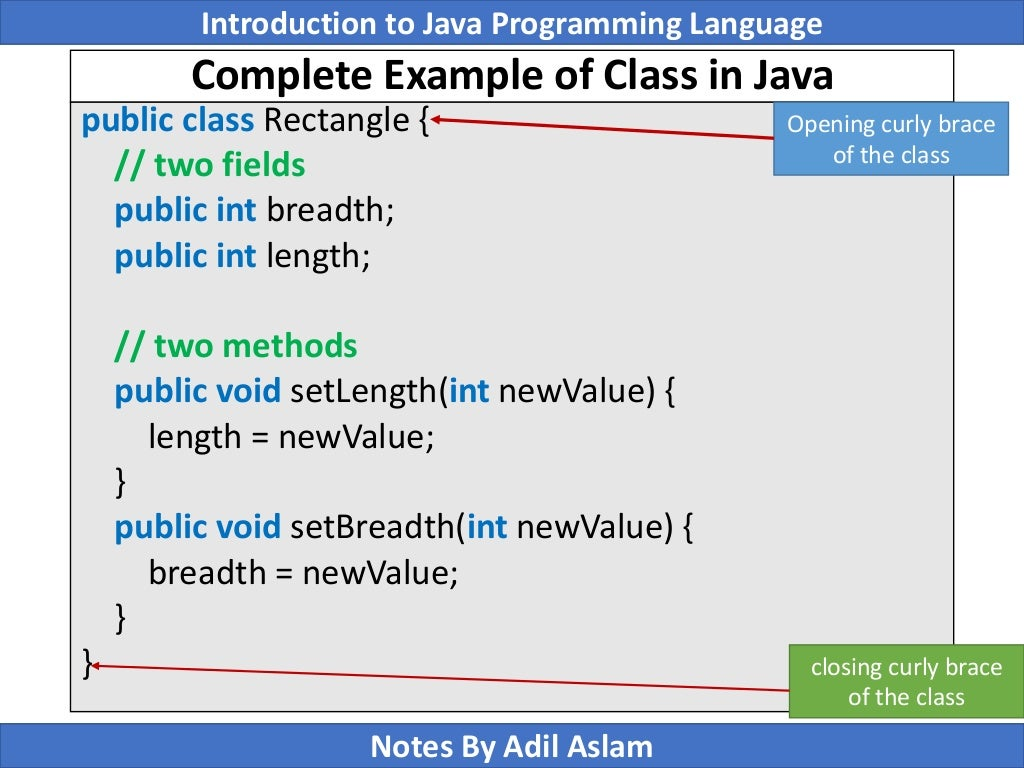 Introduction to Java Programming Language
Complete Example of Class in Java
public class Rectangle {
Opening curly brace
of the class
// two fields
public int breadth;
public int length;
// two methods
public void setLength(int newValue) {
length = newValue;
}
public void setBreadth(int newValue) {
breadth = newValue;
}
}
closing curly brace
of the class
Notes By Adil Aslam